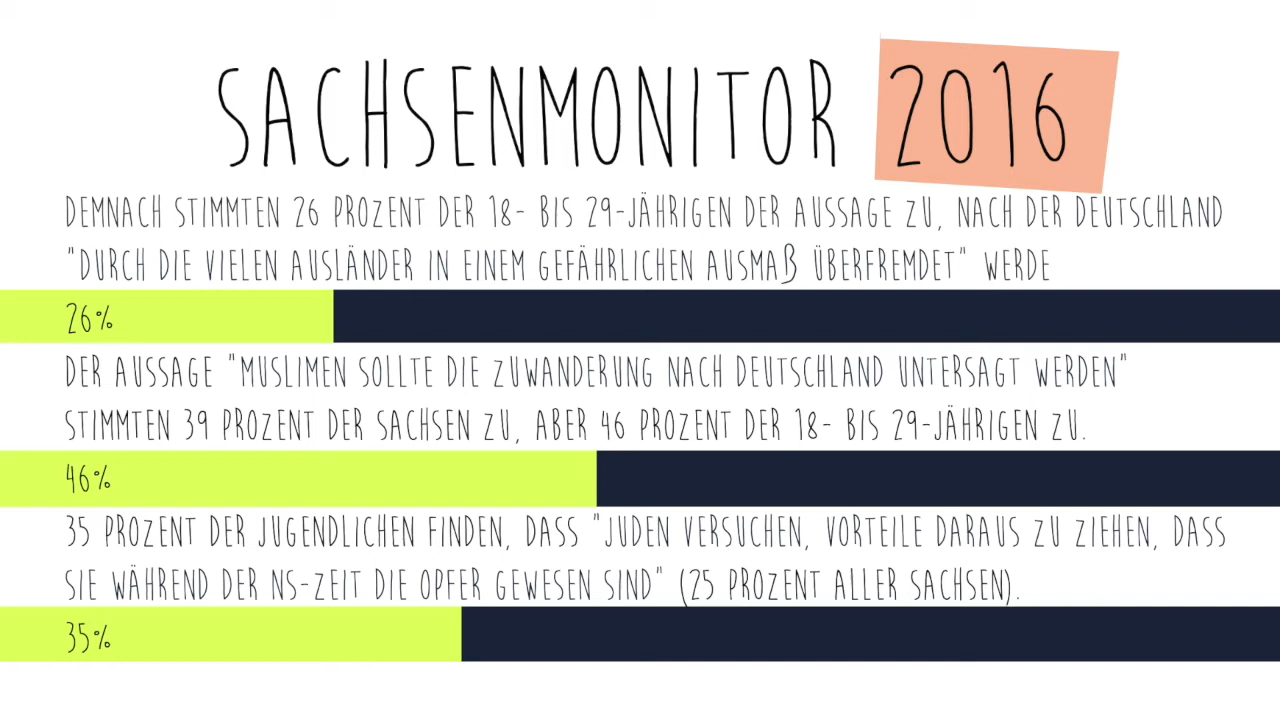 SACHSENMONITOR 2016
DEMNACH STIMMTEN 26 PROZENT DER 18- BIS 29-JÄHRIGEN DER AUSSAGE ZU, NACH DER DEUTSCHLAND
"DURCH DIE VIELEN AUSLÄNDER IN EINEM GEFÄHRLICHEN AUSMAß ÜBERFREMDET" WERDE
26%
DER AUSSAGE "MUSLIMEN SOLLTE DIE ZUWANDERUNG NACH DEUTSCHLAND UNTERSAGT WERDEN"
STIMMTEN 39 PROZENT DER SACHSEN ZU, ABER 46 PROZENT DER 18- BIS 29-JÄHRIGEN ZU.
46%
35 PROZENT DER JUGENDLICHEN FINDEN, DASS "JUDEN VERSUCHEN, VORTEILE DARAUS ZU ZIEHEN, DASS
SIE WÄHREND DER NS-ZEIT DIE OPFER GEWESEN SIND" (25 PROZENT ALLER SACHSEN).
35%